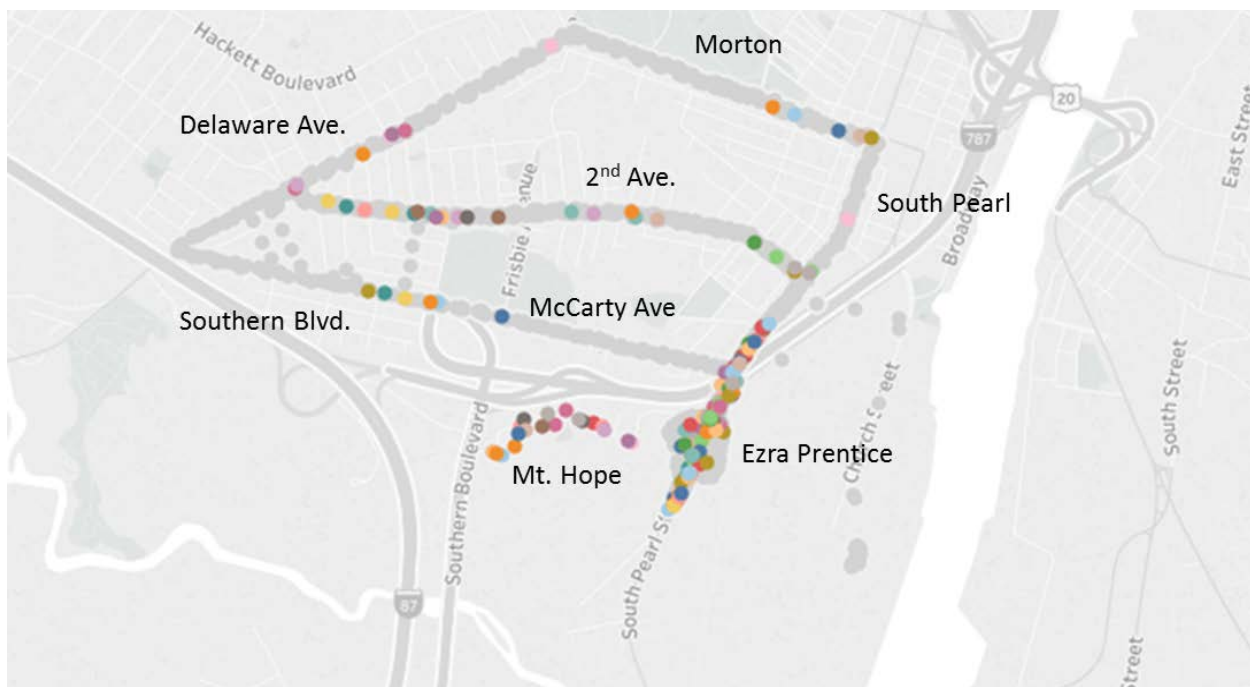 Morton
Hackett Boulevard
20
Delaware Ave.
787
East Street
2nd Ave.
South Pearl
Broadway
McCarty Ave
Southern Blvd.
Church Street
South Street
Ezra Prentice
Mt. Hope
Southern Boulevard
South Pearl S
87
Street